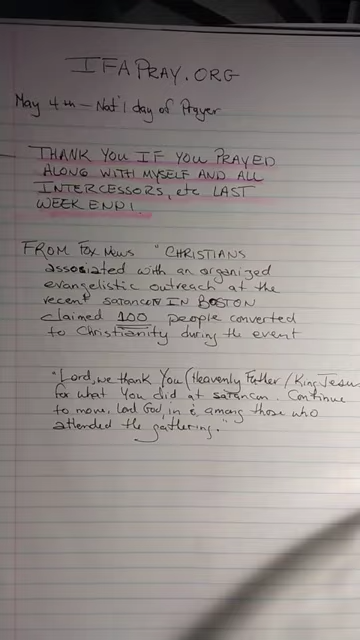 IFAPRAY.ORG
May 4th - Nat'l day of Prayer
THANK YOU IF YOU PRAYED
ALONG WITH MYSELF AND ALL
INTERCESSORS, etc LAST
WEEK END!
FROM Fox News "CHRISTIANS
associated with an organized
evangelistic outreach at the
recent satancon IN BOSTON
claimed 100 people converted
to Christianity during the event
"Lord, we thank You (Heavenly Father/King Jesus
for what You did at satancon. Continue
to move, Lord God, in & among those who
attended the gathering."